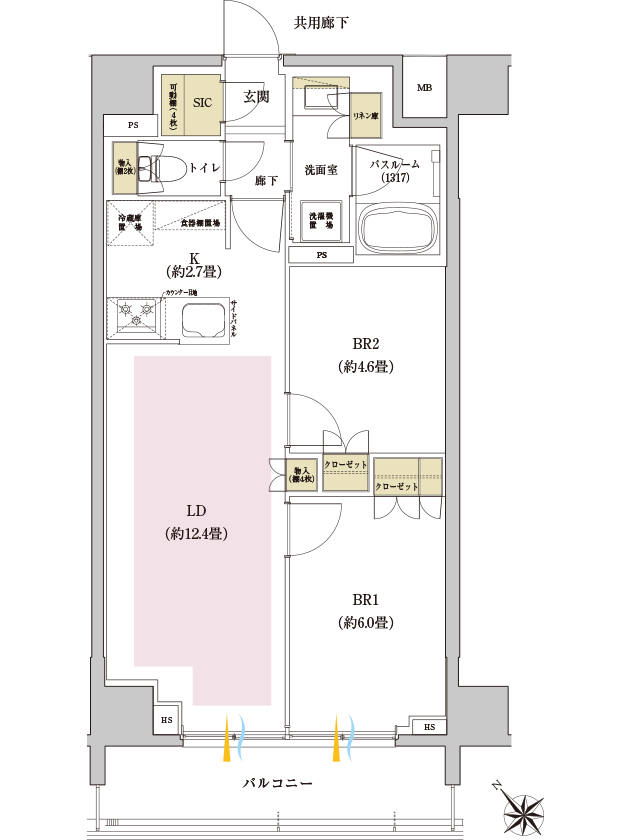 共用廊下
MB
可動棚(4枚)
SIC
玄関
リネン庫
PS
物入
(棚2枚)
トイレ
廊下
洗面室
バスルーム
(1317)
冷蔵庫
置場
食器棚置場
洗濯機
置場
PS
K
(約2.7畳)
カウンター目地
サイドパネル
BR2
(約4.6畳)
物入
(棚4枚)
クローゼット
クローゼット
LD
(約12.4畳)
BR1
(約6.0畳)
HS
HS
バルコニー
N